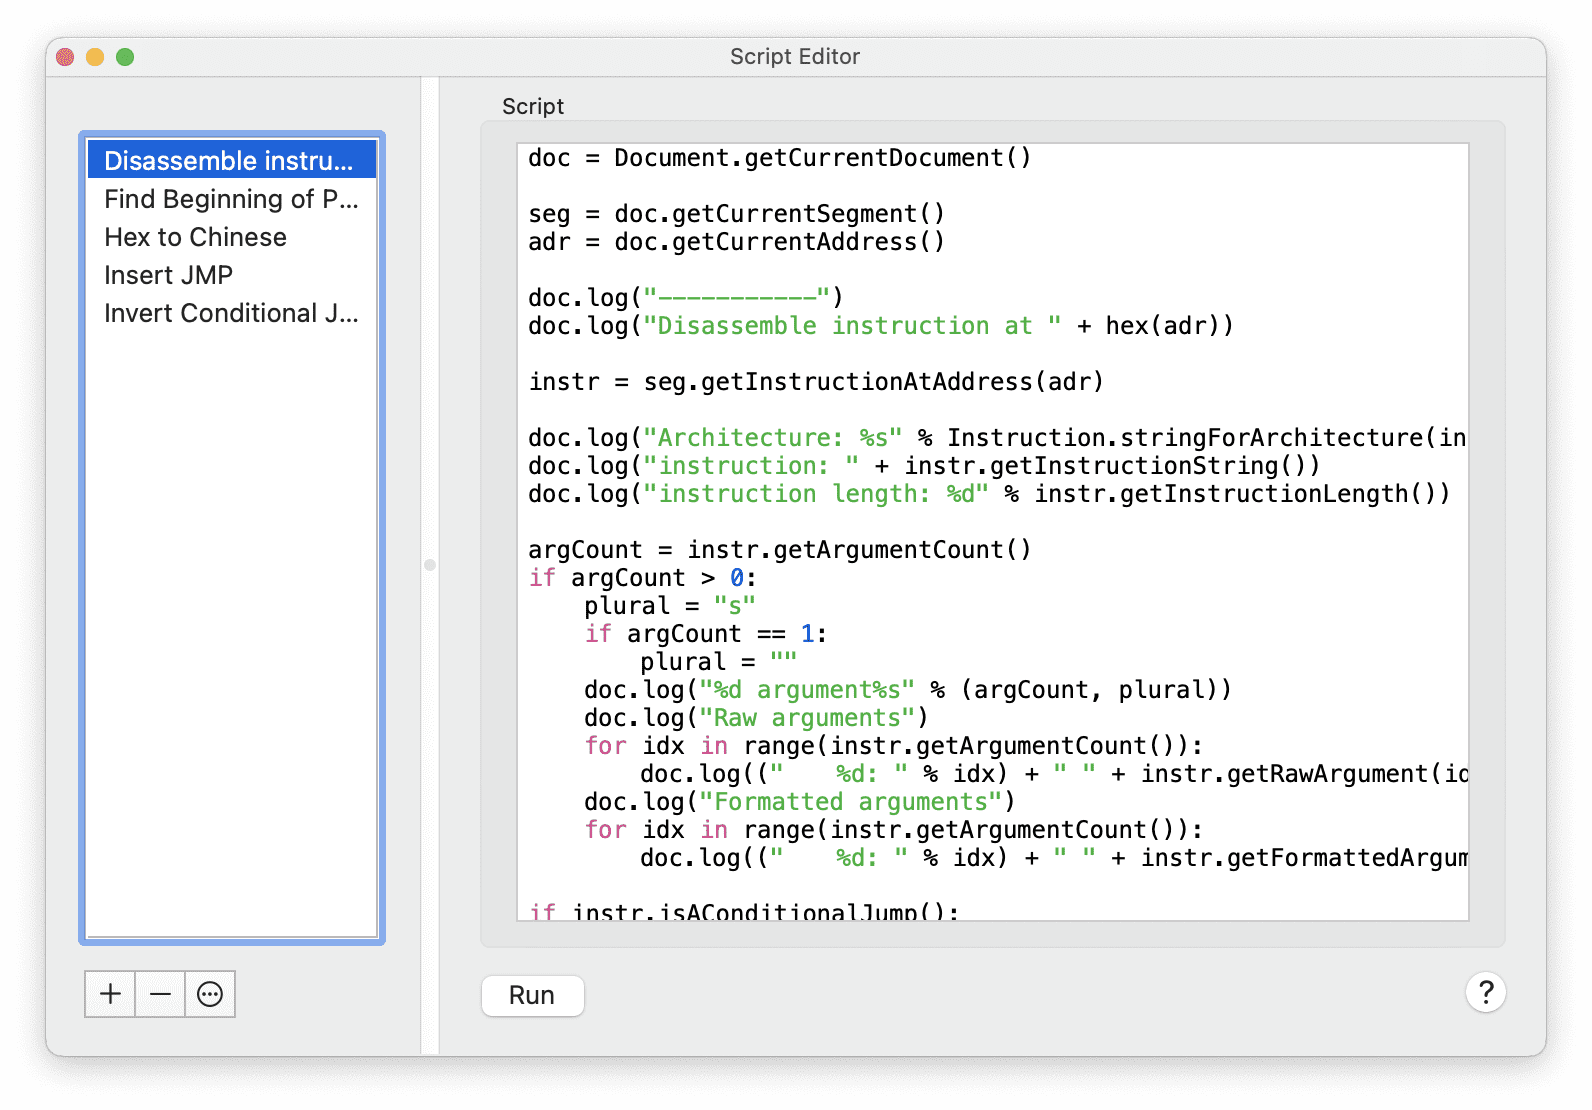 Script Editor
Disassemble instru...
Find Beginning of P...
Hex to Chinese
Insert JMP
Invert Conditional J...
Script
doc = Document.getCurrentDocument()
seg = doc.getCurrentSegment()
adr = doc.getCurrentAddress()
doc.log("-----------")
doc.log("Disassemble instruction at " + hex(adr))
instr = seg.getInstructionAtAddress(adr)
doc.log("Architecture: %s" % Instruction.stringForArchitecture(in
doc.log("instruction: " + instr.getInstructionString())
doc.log("instruction length: %d" % instr.getInstructionLength())
argCount = instr.getArgumentCount()
if argCount > 0:
    plural = "s"
    if argCount == 1:
        plural = ""
    doc.log("%d argument%s" % (argCount, plural))
    doc.log("Raw arguments")
    for idx in range(instr.getArgumentCount()):
        doc.log(("    %d: " % idx) + " " + instr.getRawArgument(id
    doc.log("Formatted arguments")
    for idx in range(instr.getArgumentCount()):
        doc.log(("    %d: " % idx) + " " + instr.getFormattedArgum
if instr.isAConditionalJump():
Run
?